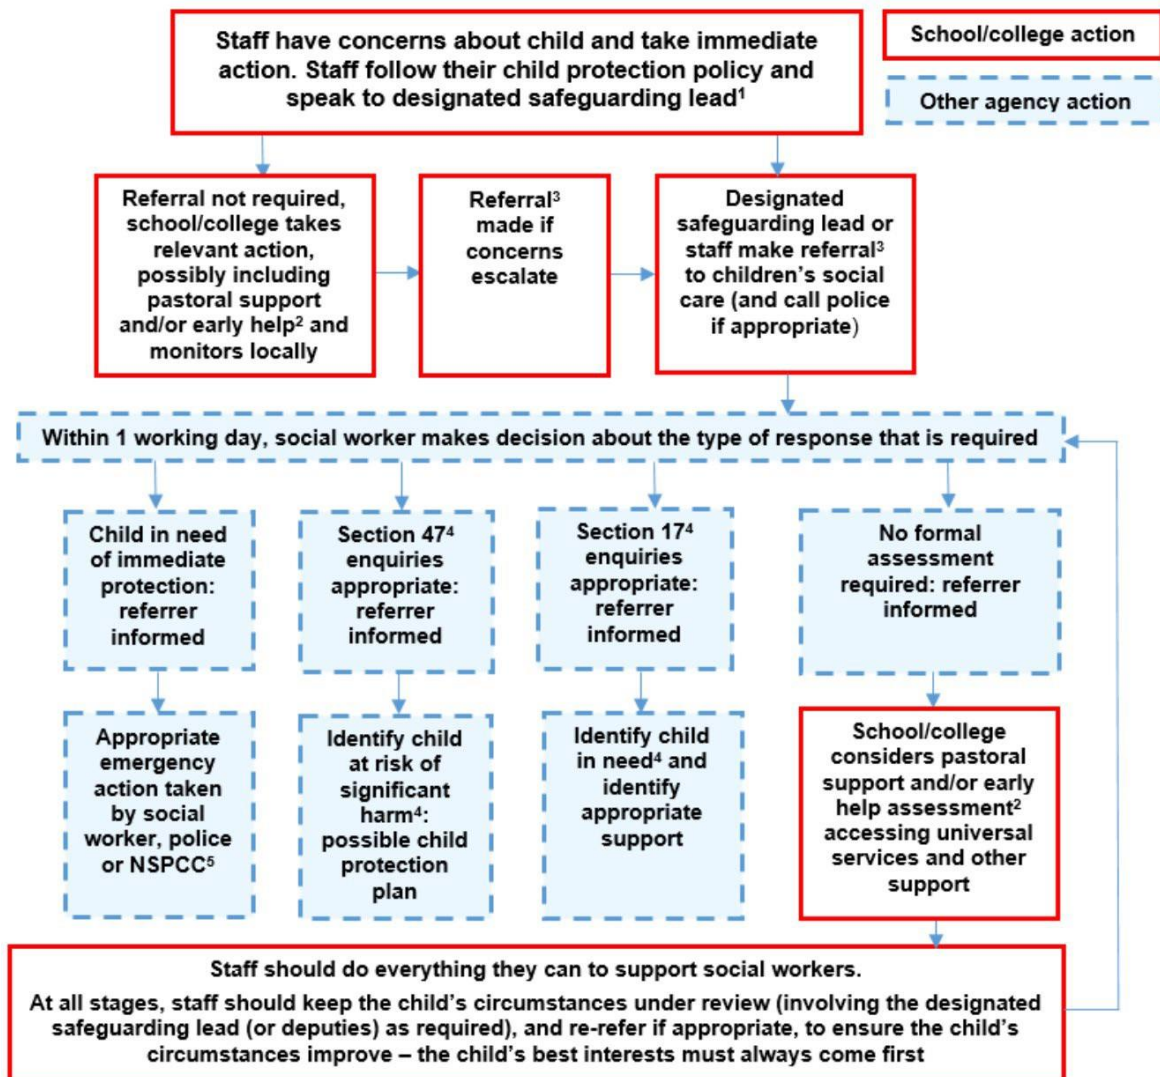 Staff have concerns about child and take immediate
action. Staff follow their child protection policy and
speak to designated safeguarding lead¹
School/college action
Other agency action
Referral not required,
school/college takes
relevant action,
possibly including
pastoral support
and/or early help² and
monitors locally
Referral³
made if
concerns
escalate
Designated
safeguarding lead or
staff make referral³
to children’s social
care (and call police
if appropriate)
Within 1 working day, social worker makes decision about the type of response that is required
Child in need
of immediate
protection:
referrer
informed
Section 47⁴
enquiries
appropriate:
referrer
informed
Section 17⁴
enquiries
appropriate:
referrer
informed
No formal
assessment
required: referrer
informed
Appropriate
emergency
action taken
by social
worker, police
or NSPCC⁵
Identify child
at risk of
significant
harm⁴:
possible child
protection
plan
Identify child
in need⁴ and
identify
appropriate
support
School/college
considers pastoral
support and/or early
help assessment²
accessing universal
services and other
support
Staff should do everything they can to support social workers.
At all stages, staff should keep the child’s circumstances under review (involving the designated
safeguarding lead (or deputies) as required), and re-refer if appropriate, to ensure the child’s
circumstances improve – the child’s best interests must always come first